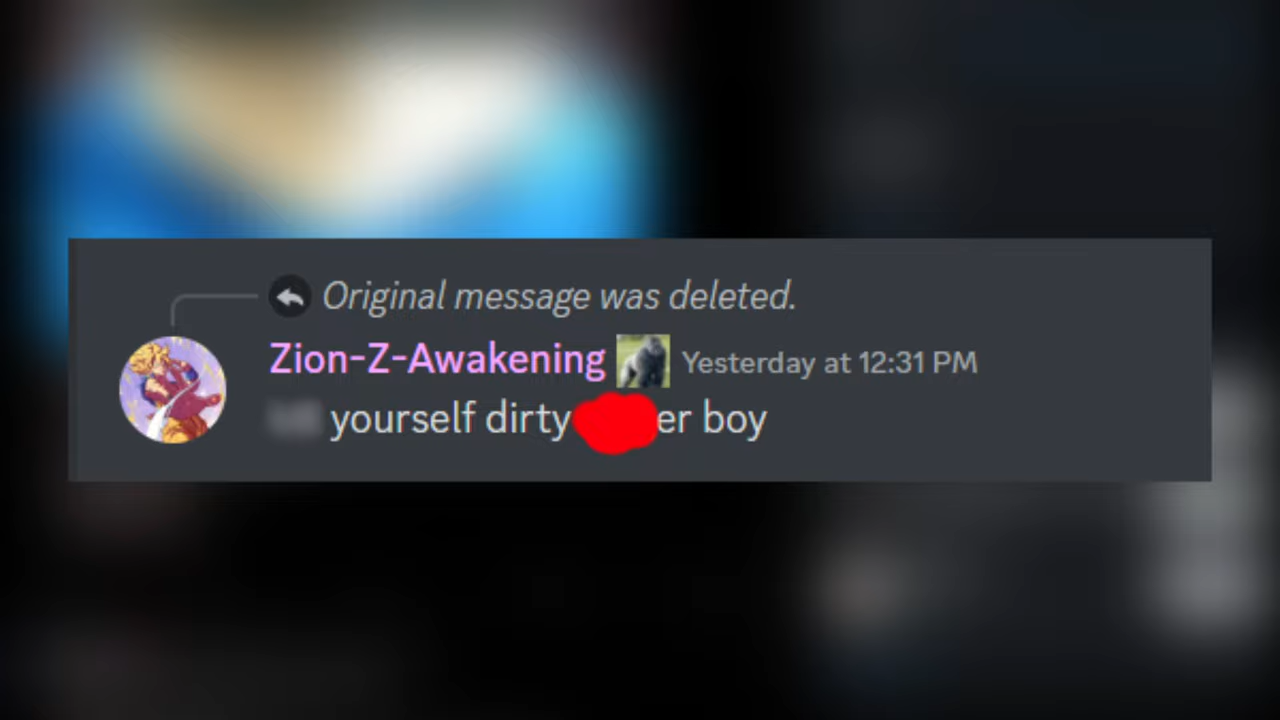 Original message was deleted.
Zion-Z-Awakening Yesterday at 12:31 PM
yourself dirty er boy